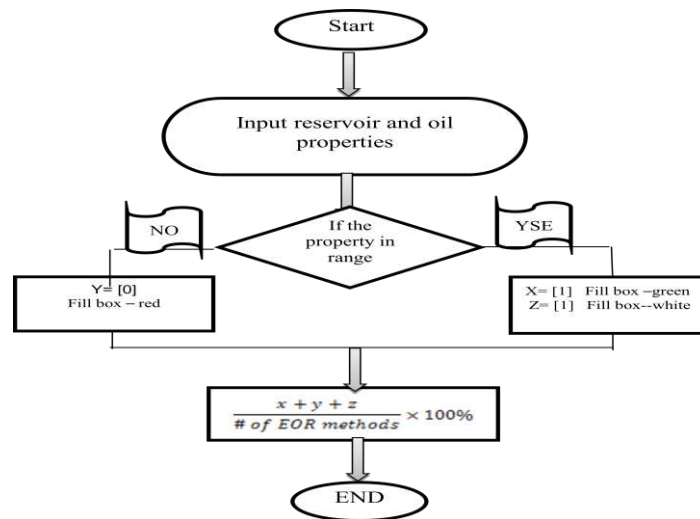 Start
Input reservoir and oil
properties
If the
property in
range
NO
YSE
Y= [0]
Fill box – red
X= [1] Fill box –green
Z= [1] Fill box--white
x + y + z
# of EOR methods × 100%
END